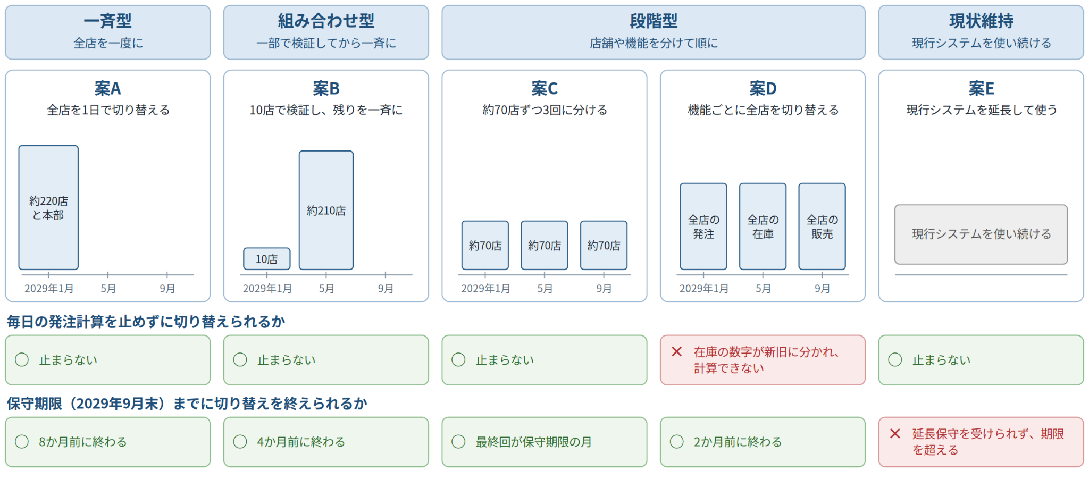 一斉型
全店を一度に
組み合わせ型
一部で検証してから一斉に
段階型
店舗や機能を分けて順に
現状維持
現行システムを使い続ける
案A
全店を1日で切り替える
約220店
と本部
2029年1月
5月
9月
案B
10店で検証し、残りを一斉に
10店
約210店
2029年1月
5月
9月
案C
約70店ずつ3回に分ける
約70店
約70店
約70店
2029年1月
5月
9月
案D
機能ごとに全店を切り替える
全店の
発注
全店の
在庫
全店の
販売
2029年1月
5月
9月
案E
現行システムを延長して使う
現行システムを使い続ける
毎日の発注計算を止めずに切り替えられるか
○ 止まらない
○ 止まらない
○ 止まらない
× 在庫の数字が新旧に分かれ、
計算できない
○ 止まらない
保守期限（2029年9月末）までに切り替えを終えられるか
○ 8か月前に終わる
○ 4か月前に終わる
○ 最終回が保守期限の月
○ 2か月前に終わる
× 延長保守を受けられず、期限
を超える